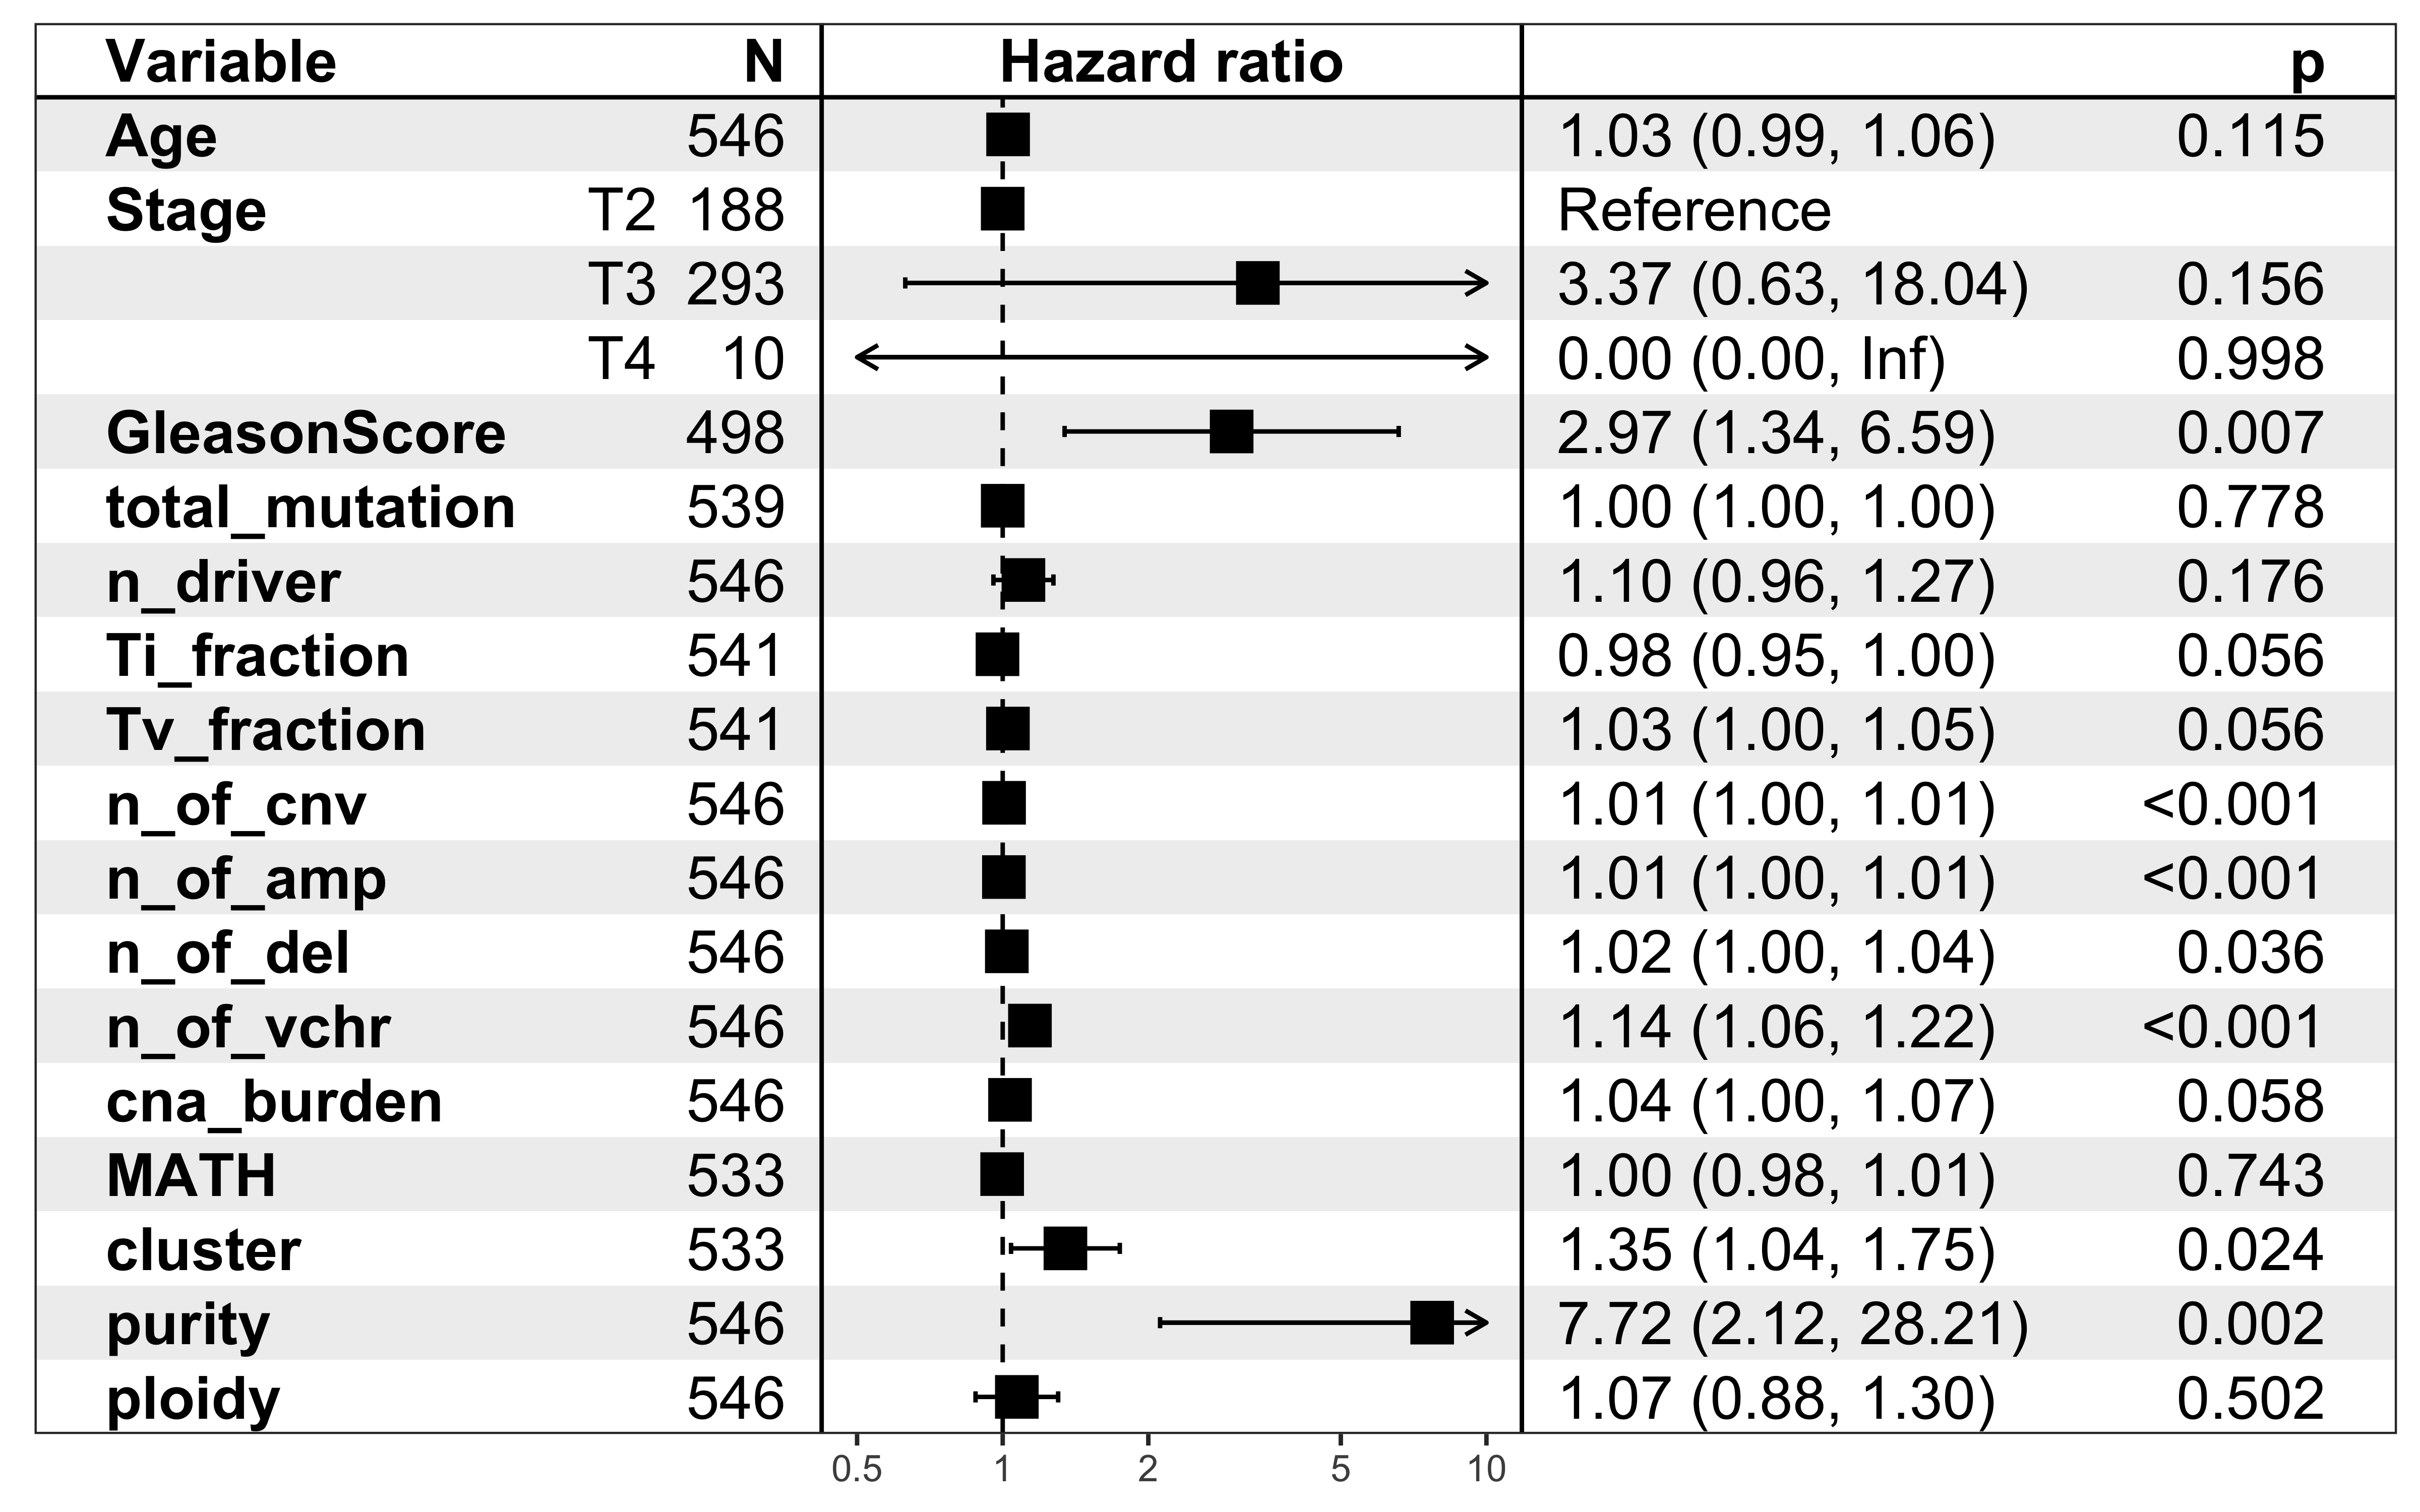 Variable N Hazard ratio p
Age 546 1.03 (0.99, 1.06) 0.115
Stage T2 188 Reference
T3 293 3.37 (0.63, 18.04) 0.156
T4 10 0.00 (0.00, Inf) 0.998
GleasonScore 498 2.97 (1.34, 6.59) 0.007
total_mutation 539 1.00 (1.00, 1.00) 0.778
n_driver 546 1.10 (0.96, 1.27) 0.176
Ti_fraction 541 0.98 (0.95, 1.00) 0.056
Tv_fraction 541 1.03 (1.00, 1.05) 0.056
n_of_cnv 546 1.01 (1.00, 1.01) <0.001
n_of_amp 546 1.01 (1.00, 1.01) <0.001
n_of_del 546 1.02 (1.00, 1.04) 0.036
n_of_vchr 546 1.14 (1.06, 1.22) <0.001
cna_burden 546 1.04 (1.00, 1.07) 0.058
MATH 533 1.00 (0.98, 1.01) 0.743
cluster 533 1.35 (1.04, 1.75) 0.024
purity 546 7.72 (2.12, 28.21) 0.002
ploidy 546 1.07 (0.88, 1.30) 0.502
0.5 1 2 5 10